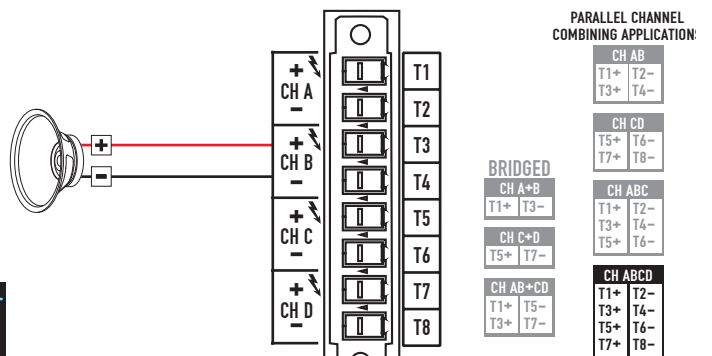 PARALLEL CHANNEL
COMBINING APPLICATIONS
CH AB
T1+ T2−
T3+ T4−
CH CD
T5+ T6−
T7+ T8−
CH ABC
T1+ T2−
T3+ T4−
T5+ T6−
CH ABCD
T1+ T2−
T3+ T4−
T5+ T6−
T7+ T8−
BRIDGED
CH A+B
T1+ T3−
CH C+D
T5+ T7−
CH AB+CD
T1+ T5−
T3+ T7−
+
−
+
CH A
−
+
CH B
−
+
CH C
−
+
CH D
−
T1
T2
T3
T4
T5
T6
T7
T8